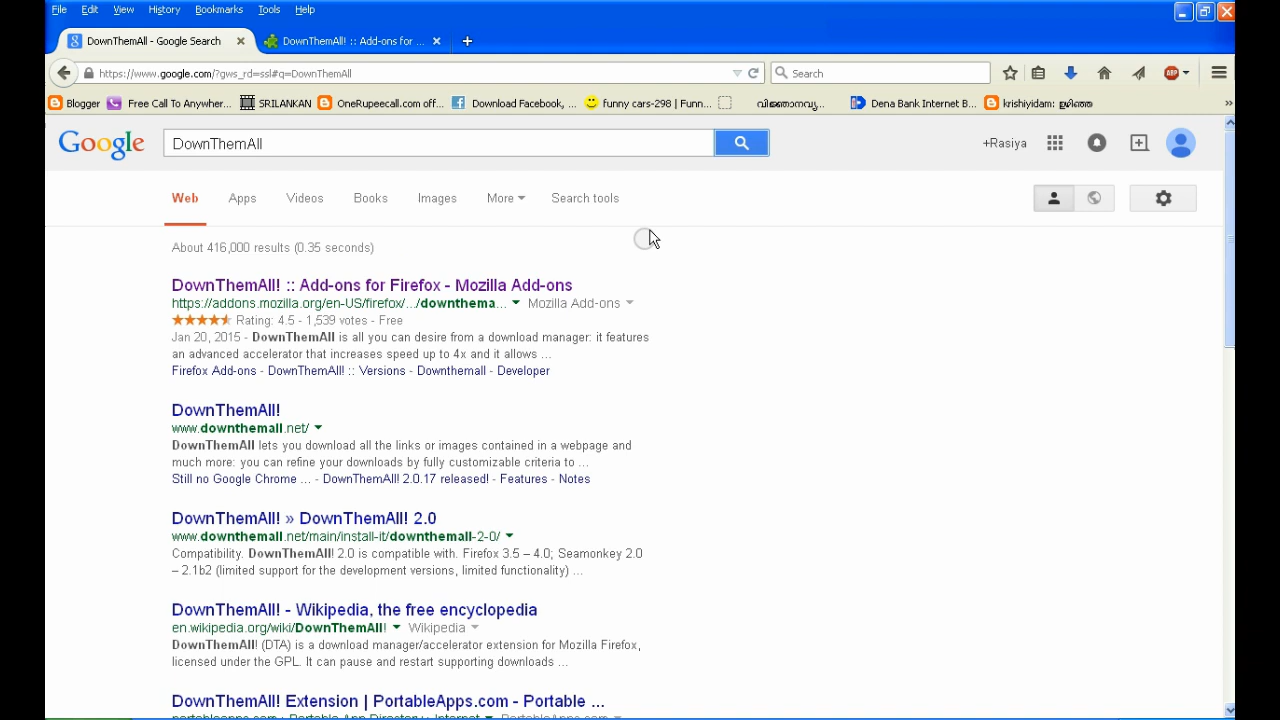 File Edit View History Bookmarks Tools Help
DownThemAll - Google Search
DownThemAll! :: Add-ons for ...
https://www.google.com/?gws_rd=ssl#q=DownThemAll
Search
ABP
Blogger Free Call To Anywher... SRILANKAN OneRupeecall.com off... Download Facebook, ... funny cars-298 | Funn... Dena Bank Internet B... krishiyidam: »
Google
DownThemAll
+Rasiya
Web Apps Videos Books Images More Search tools
About 416,000 results (0.35 seconds)
DownThemAll! :: Add-ons for Firefox - Mozilla Add-ons
https://addons.mozilla.org/en-US/firefox/.../downthema... Mozilla Add-ons
Rating: 4.5 - 1,539 votes - Free
Jan 20, 2015 - DownThemAll is all you can desire from a download manager: it features
an advanced accelerator that increases speed up to 4x and it allows ...
Firefox Add-ons - DownThemAll! :: Versions - Downthemall - Developer
DownThemAll!
www.downthemall.net/
DownThemAll lets you download all the links or images contained in a webpage and
much more: you can refine your downloads by fully customizable criteria to ...
Still no Google Chrome ... - DownThemAll! 2.0.17 released! - Features - Notes
DownThemAll! » DownThemAll! 2.0
www.downthemall.net/main/install-it/downthemall-2-0/
Compatibility. DownThemAll! 2.0 is compatible with. Firefox 3.5 – 4.0; Seamonkey 2.0
– 2.1b2 (limited support for the development versions, limited functionality) ...
DownThemAll! - Wikipedia, the free encyclopedia
en.wikipedia.org/wiki/DownThemAll! Wikipedia
DownThemAll! (DTA) is a download manager/accelerator extension for Mozilla Firefox,
licensed under the GPL. It can pause and restart supporting downloads ...
DownThemAll! Extension | PortableApps.com - Portable ...
portableapps.com › Portable App Directory :: Internet PortableApps.com